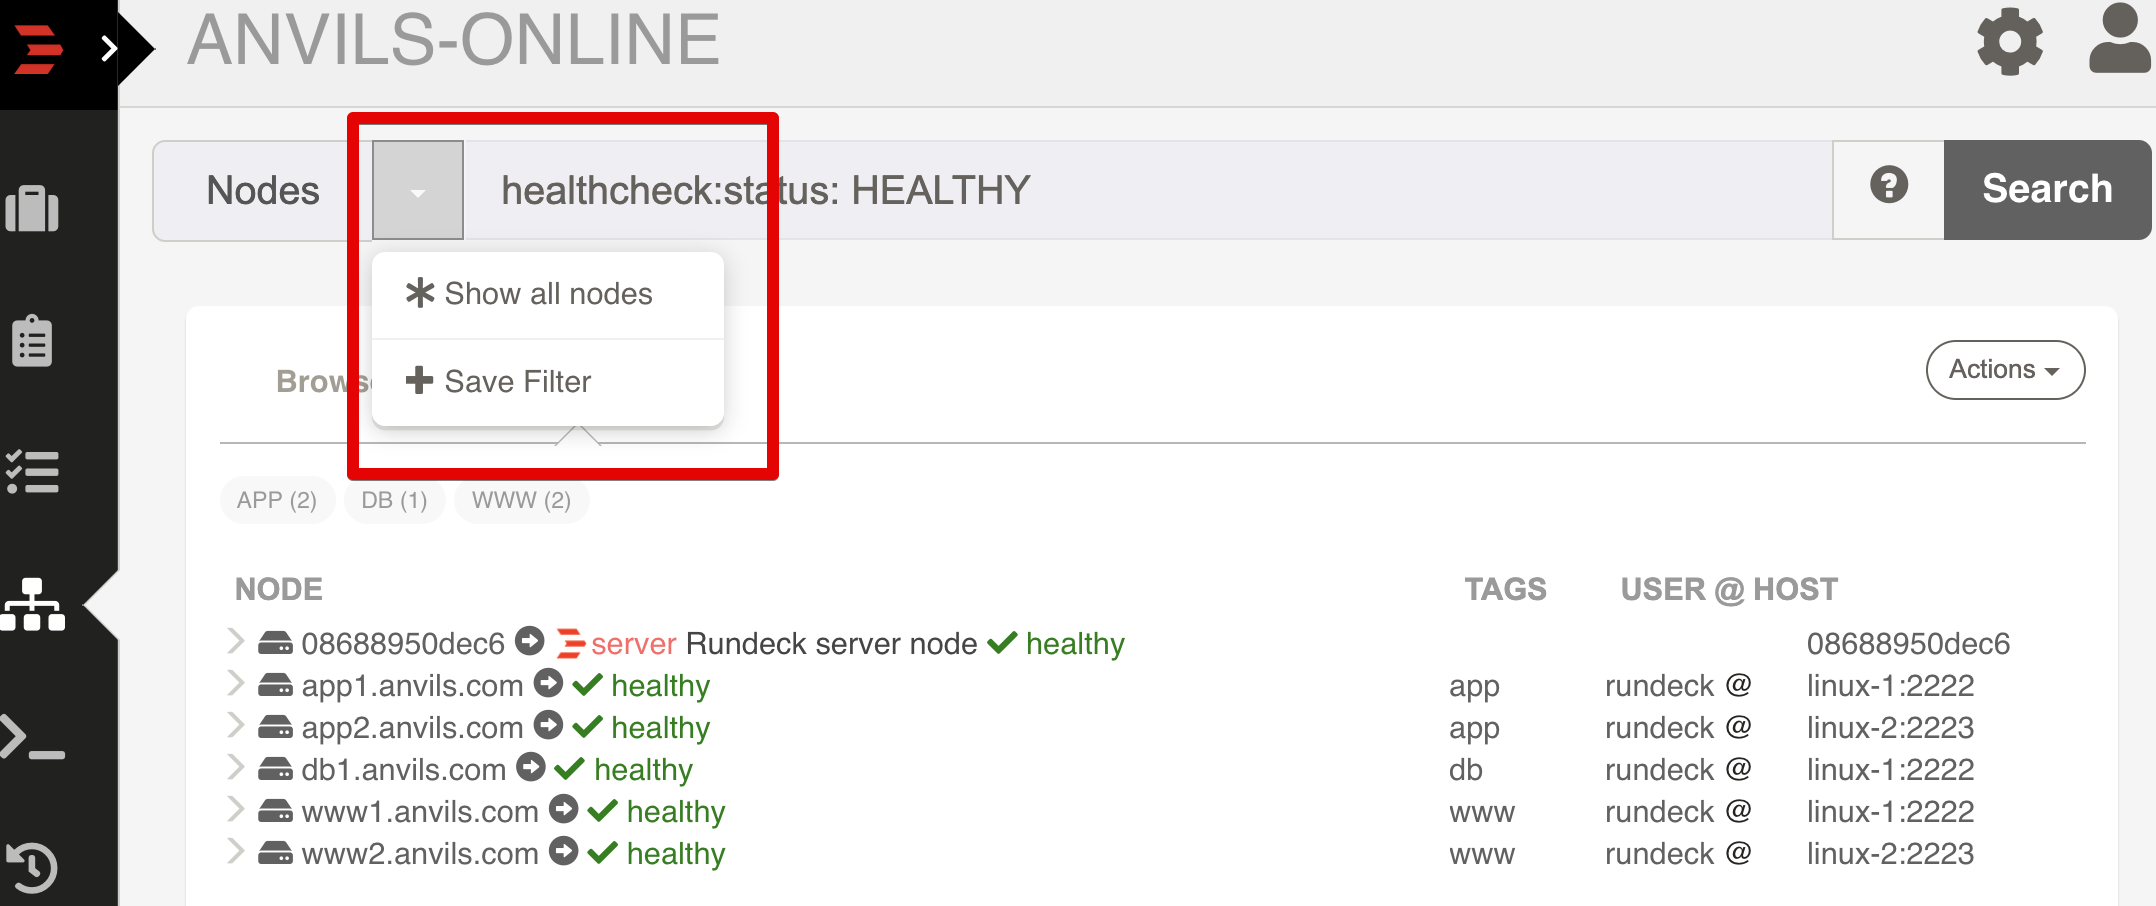 ANVILS-ONLINE
Nodes healthcheck:status: HEALTHY ? Search
Show all nodes
Save Filter
Actions
APP (2) DB (1) WWW (2)
NODE TAGS USER @ HOST
08688950dec6 server Rundeck server node healthy 08688950dec6
app1.anvils.com healthy app rundeck @ linux-1:2222
app2.anvils.com healthy app rundeck @ linux-2:2223
db1.anvils.com healthy db rundeck @ linux-1:2222
www1.anvils.com healthy www rundeck @ linux-1:2222
www2.anvils.com healthy www rundeck @ linux-2:2223